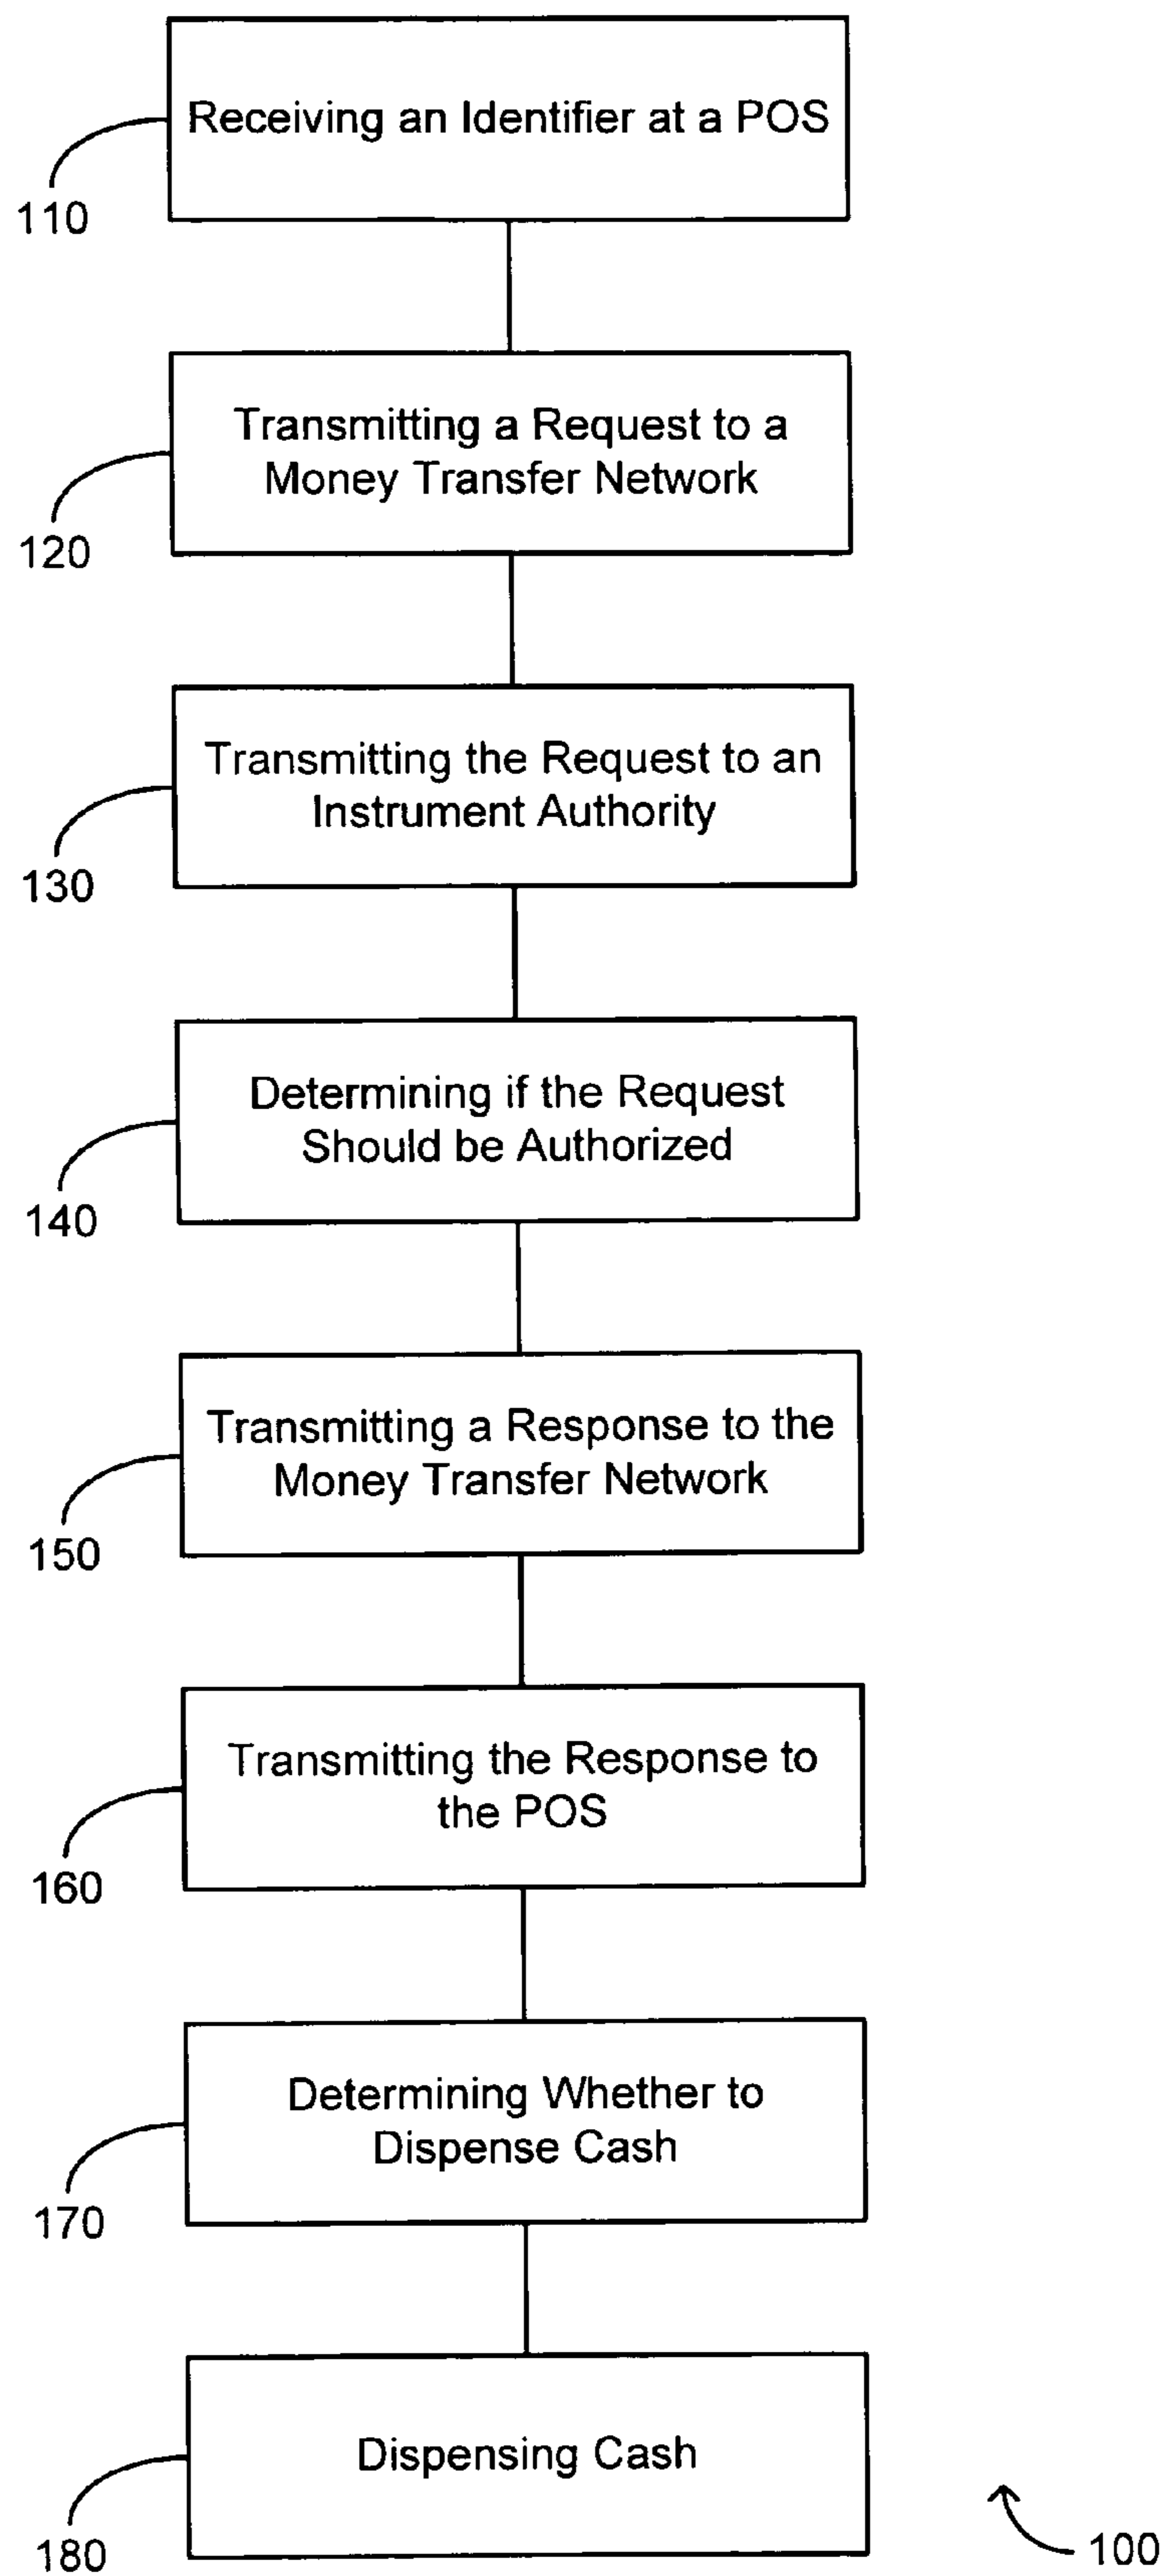 Receiving an Identifier at a POS
110
Transmitting a Request to a
Money Transfer Network
120
Transmitting the Request to an
Instrument Authority
130
Determining if the Request
Should be Authorized
140
Transmitting a Response to the
Money Transfer Network
150
Transmitting the Response to
the POS
160
Determining Whether to
Dispense Cash
170
Dispensing Cash
180
100